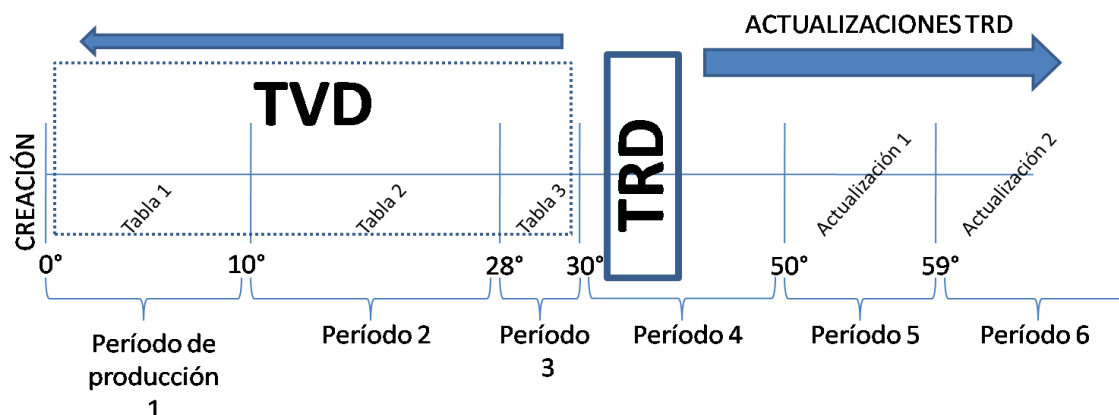 ACTUALIZACIONES TRD
TVD
TRD
CREACIÓN
Tabla 1
Tabla 2
Tabla 3
Actualización 1
Actualización 2
0° 10° 28° 30° 50° 59°
Período de
producción
1
Período 2
Período
3
Período 4
Período 5
Período 6